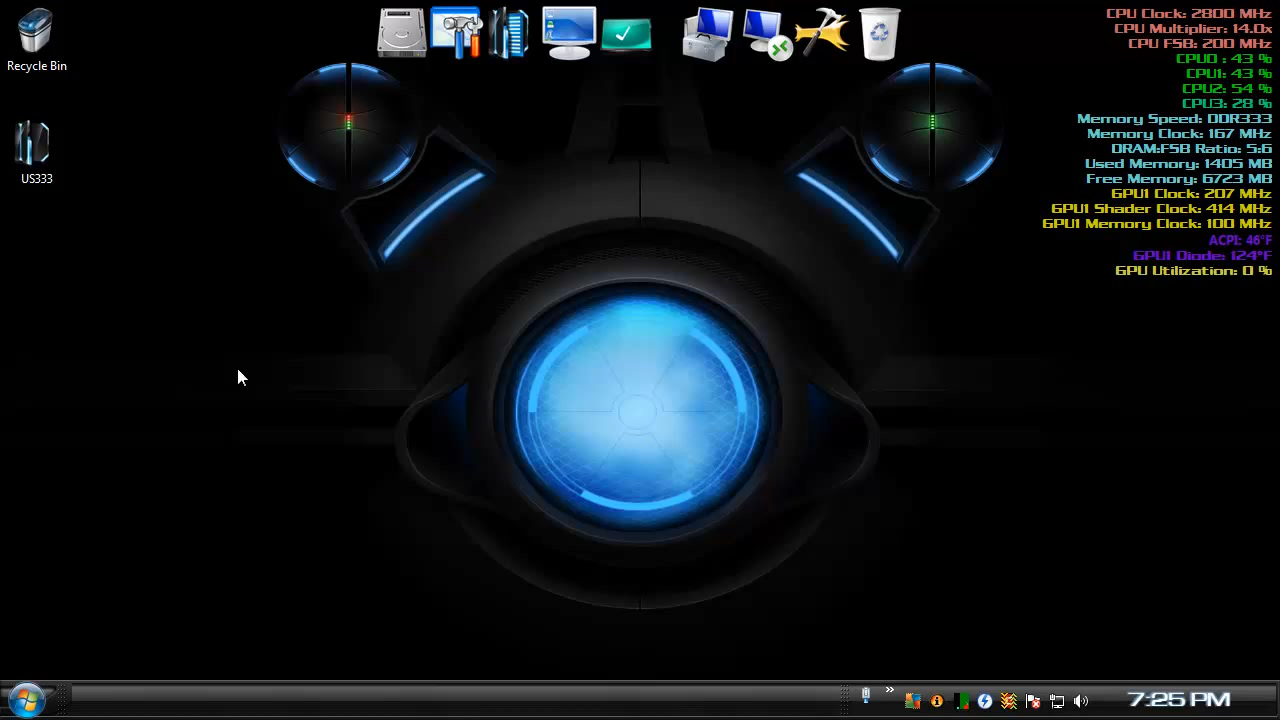 Recycle Bin
US333
CPU Clock: 2800 MHz
CPU Multiplier: 14.0x
CPU FSB: 200 MHz
CPU0 : 43 %
CPU1: 43 %
CPU2: 54 %
CPU3: 28 %
Memory Speed: DDR333
Memory Clock: 167 MHz
DRAM:FSB Ratio: 5:6
Used Memory: 1405 MB
Free Memory: 6723 MB
GPU1 Clock: 207 MHz
GPU1 Shader Clock: 414 MHz
GPU1 Memory Clock: 100 MHz
ACPI: 46°F
GPU1 Diode: 124°F
GPU Utilization: 0 %
7:25 PM